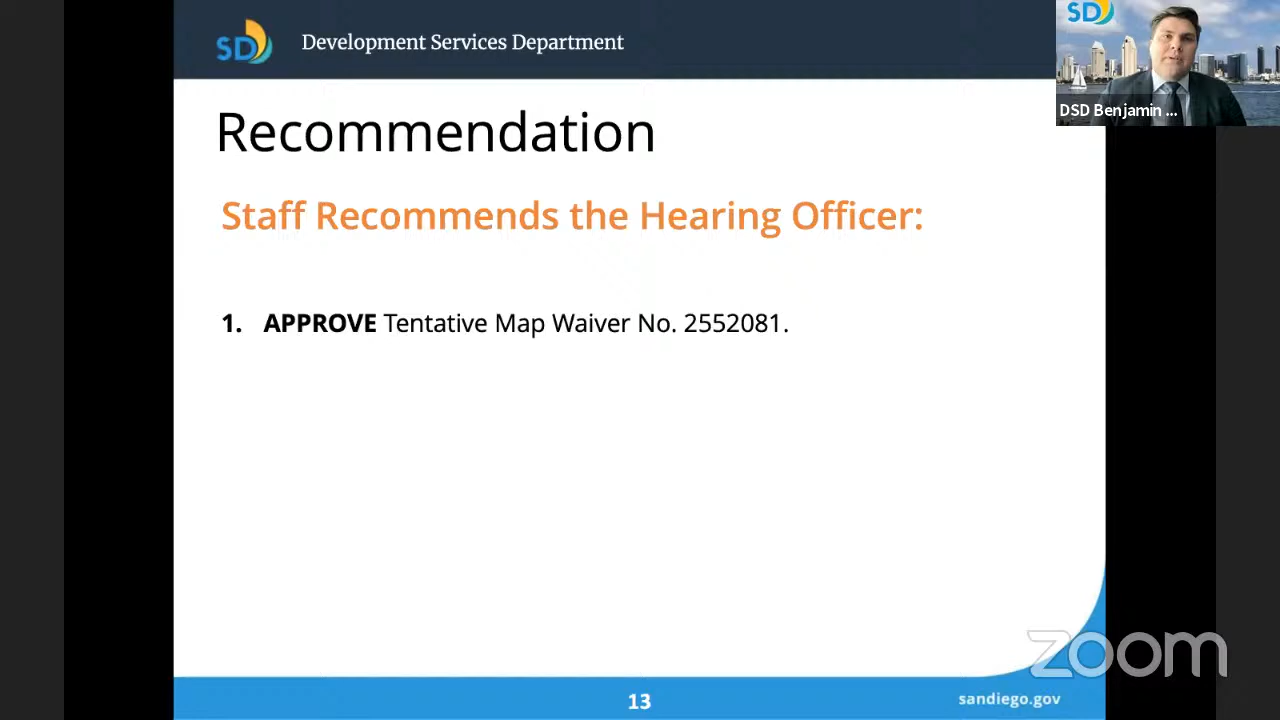 SD
Development Services Department
SD
DSD Benjamin ...
Recommendation
Staff Recommends the Hearing Officer:
1. APPROVE Tentative Map Waiver No. 2552081.
zoom
13
sandiego.gov